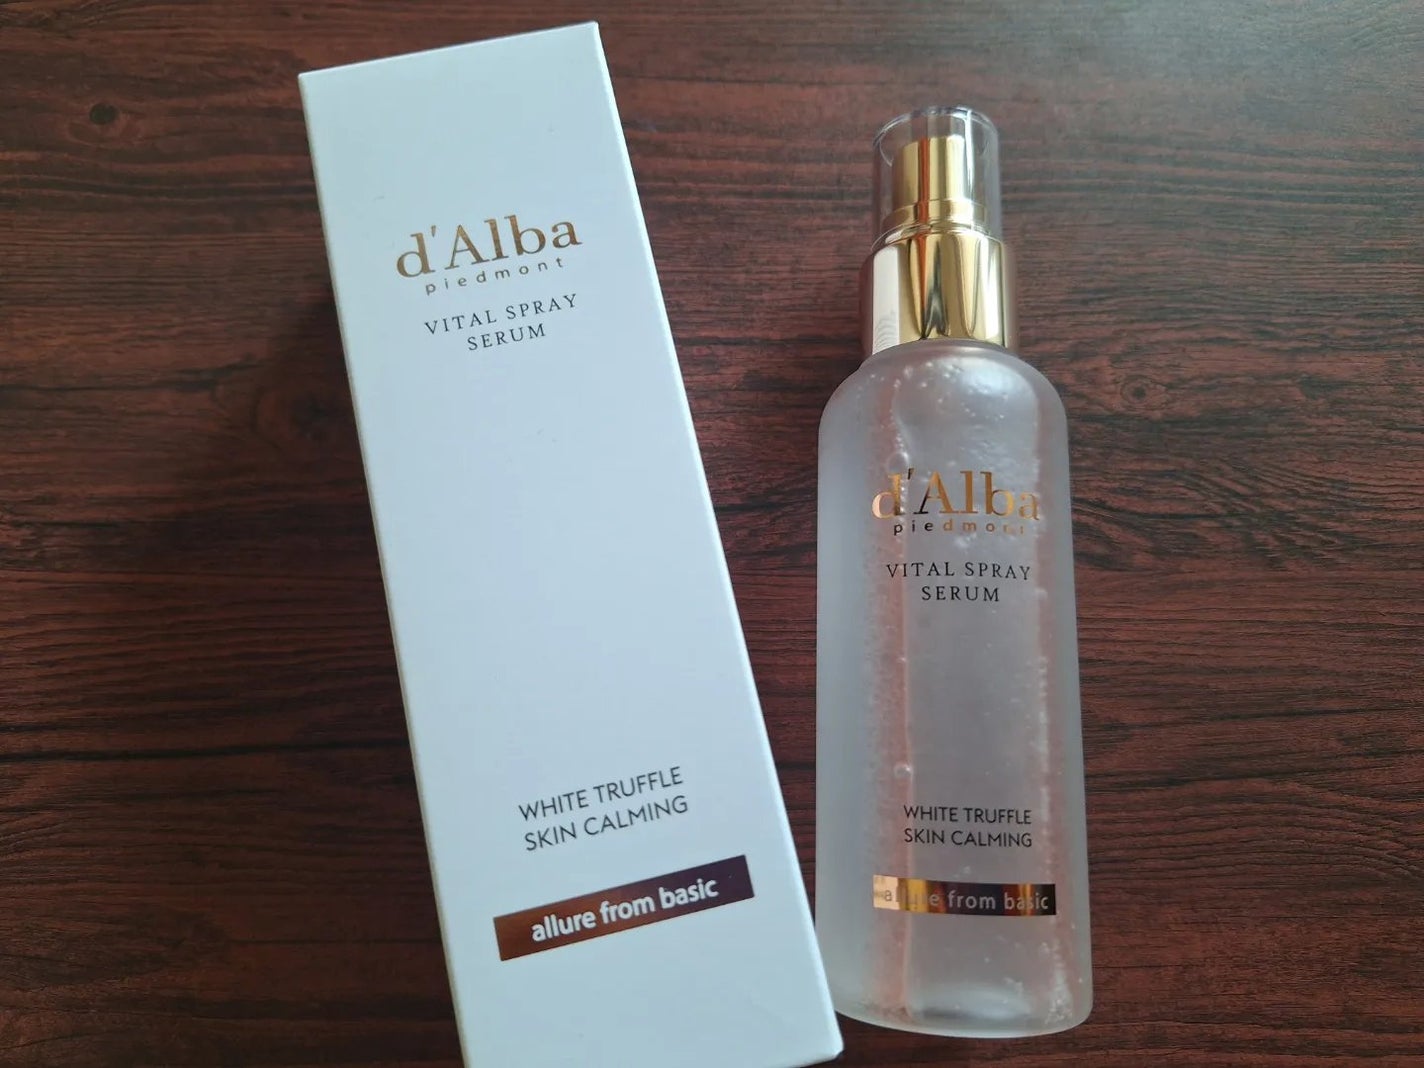 d'Alba
piedmont
VITAL SPRAY
SERUM
WHITE TRUFFLE
SKIN CALMING
allure from basic
d'Alba
piedmont
VITAL SPRAY
SERUM
WHITE TRUFFLE
SKIN CALMING
allure from basic